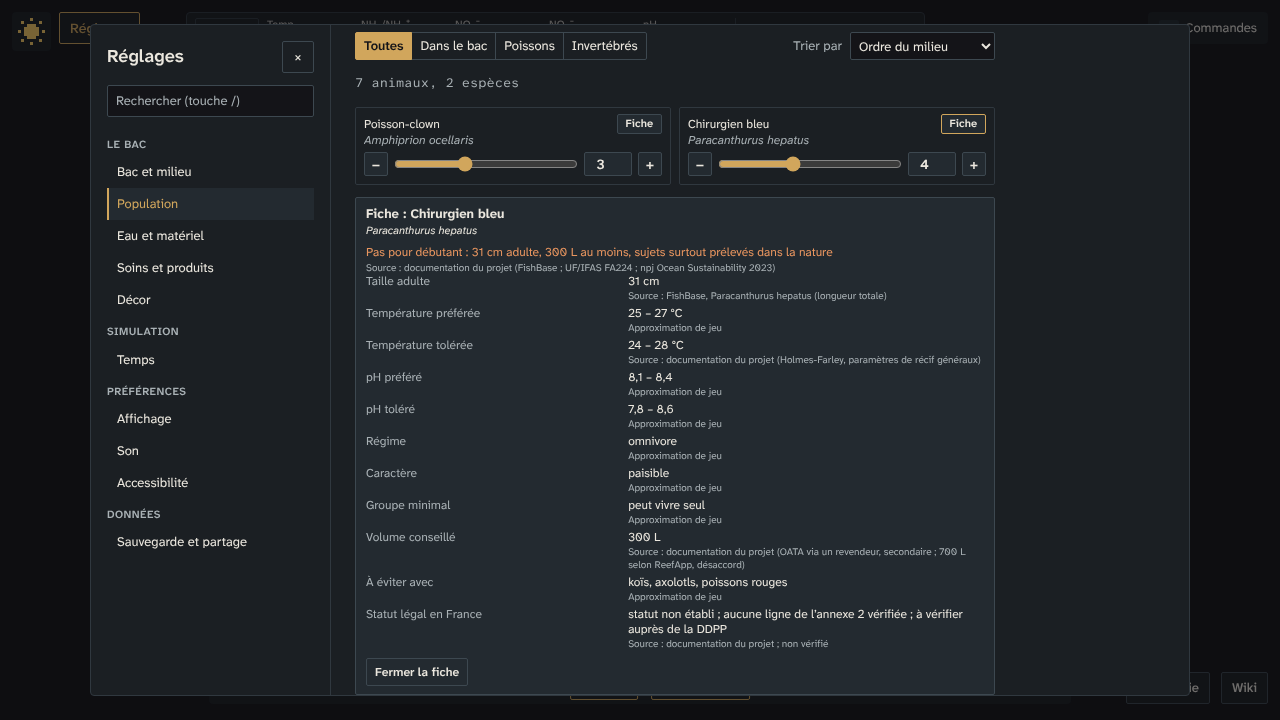 Réglages
×
Rechercher (touche /)
LE BAC
Bac et milieu
Population
Eau et matériel
Soins et produits
Décor
SIMULATION
Temps
PRÉFÉRENCES
Affichage
Son
Accessibilité
DONNÉES
Sauvegarde et partage
Toutes Dans le bac Poissons Invertébrés
Trier par Ordre du milieu
7 animaux, 2 espèces
Poisson-clown Fiche
Amphiprion ocellaris
− 3 +
Chirurgien bleu Fiche
Paracanthurus hepatus
− 4 +
Fiche : Chirurgien bleu
Paracanthurus hepatus
Pas pour débutant : 31 cm adulte, 300 L au moins, sujets surtout prélevés dans la nature
Source : documentation du projet (FishBase ; UF/IFAS FA224 ; npj Ocean Sustainability 2023)
Taille adulte 31 cm
Source : FishBase, Paracanthurus hepatus (longueur totale)
Température préférée 25 – 27 °C
Approximation de jeu
Température tolérée 24 – 28 °C
Source : documentation du projet (Holmes-Farley, paramètres de récif généraux)
pH préféré 8,1 – 8,4
Approximation de jeu
pH toléré 7,8 – 8,6
Approximation de jeu
Régime omnivore
Approximation de jeu
Caractère paisible
Approximation de jeu
Groupe minimal peut vivre seul
Approximation de jeu
Volume conseillé 300 L
Source : documentation du projet (OATA via un revendeur, secondaire ; 700 L
selon ReefApp, désaccord)
À éviter avec koïs, axolotls, poissons rouges
Approximation de jeu
Statut légal en France statut non établi ; aucune ligne de l'annexe 2 vérifiée ; à vérifier
auprès de la DDPP
Source : documentation du projet ; non vérifié
Fermer la fiche
Commandes
Wiki